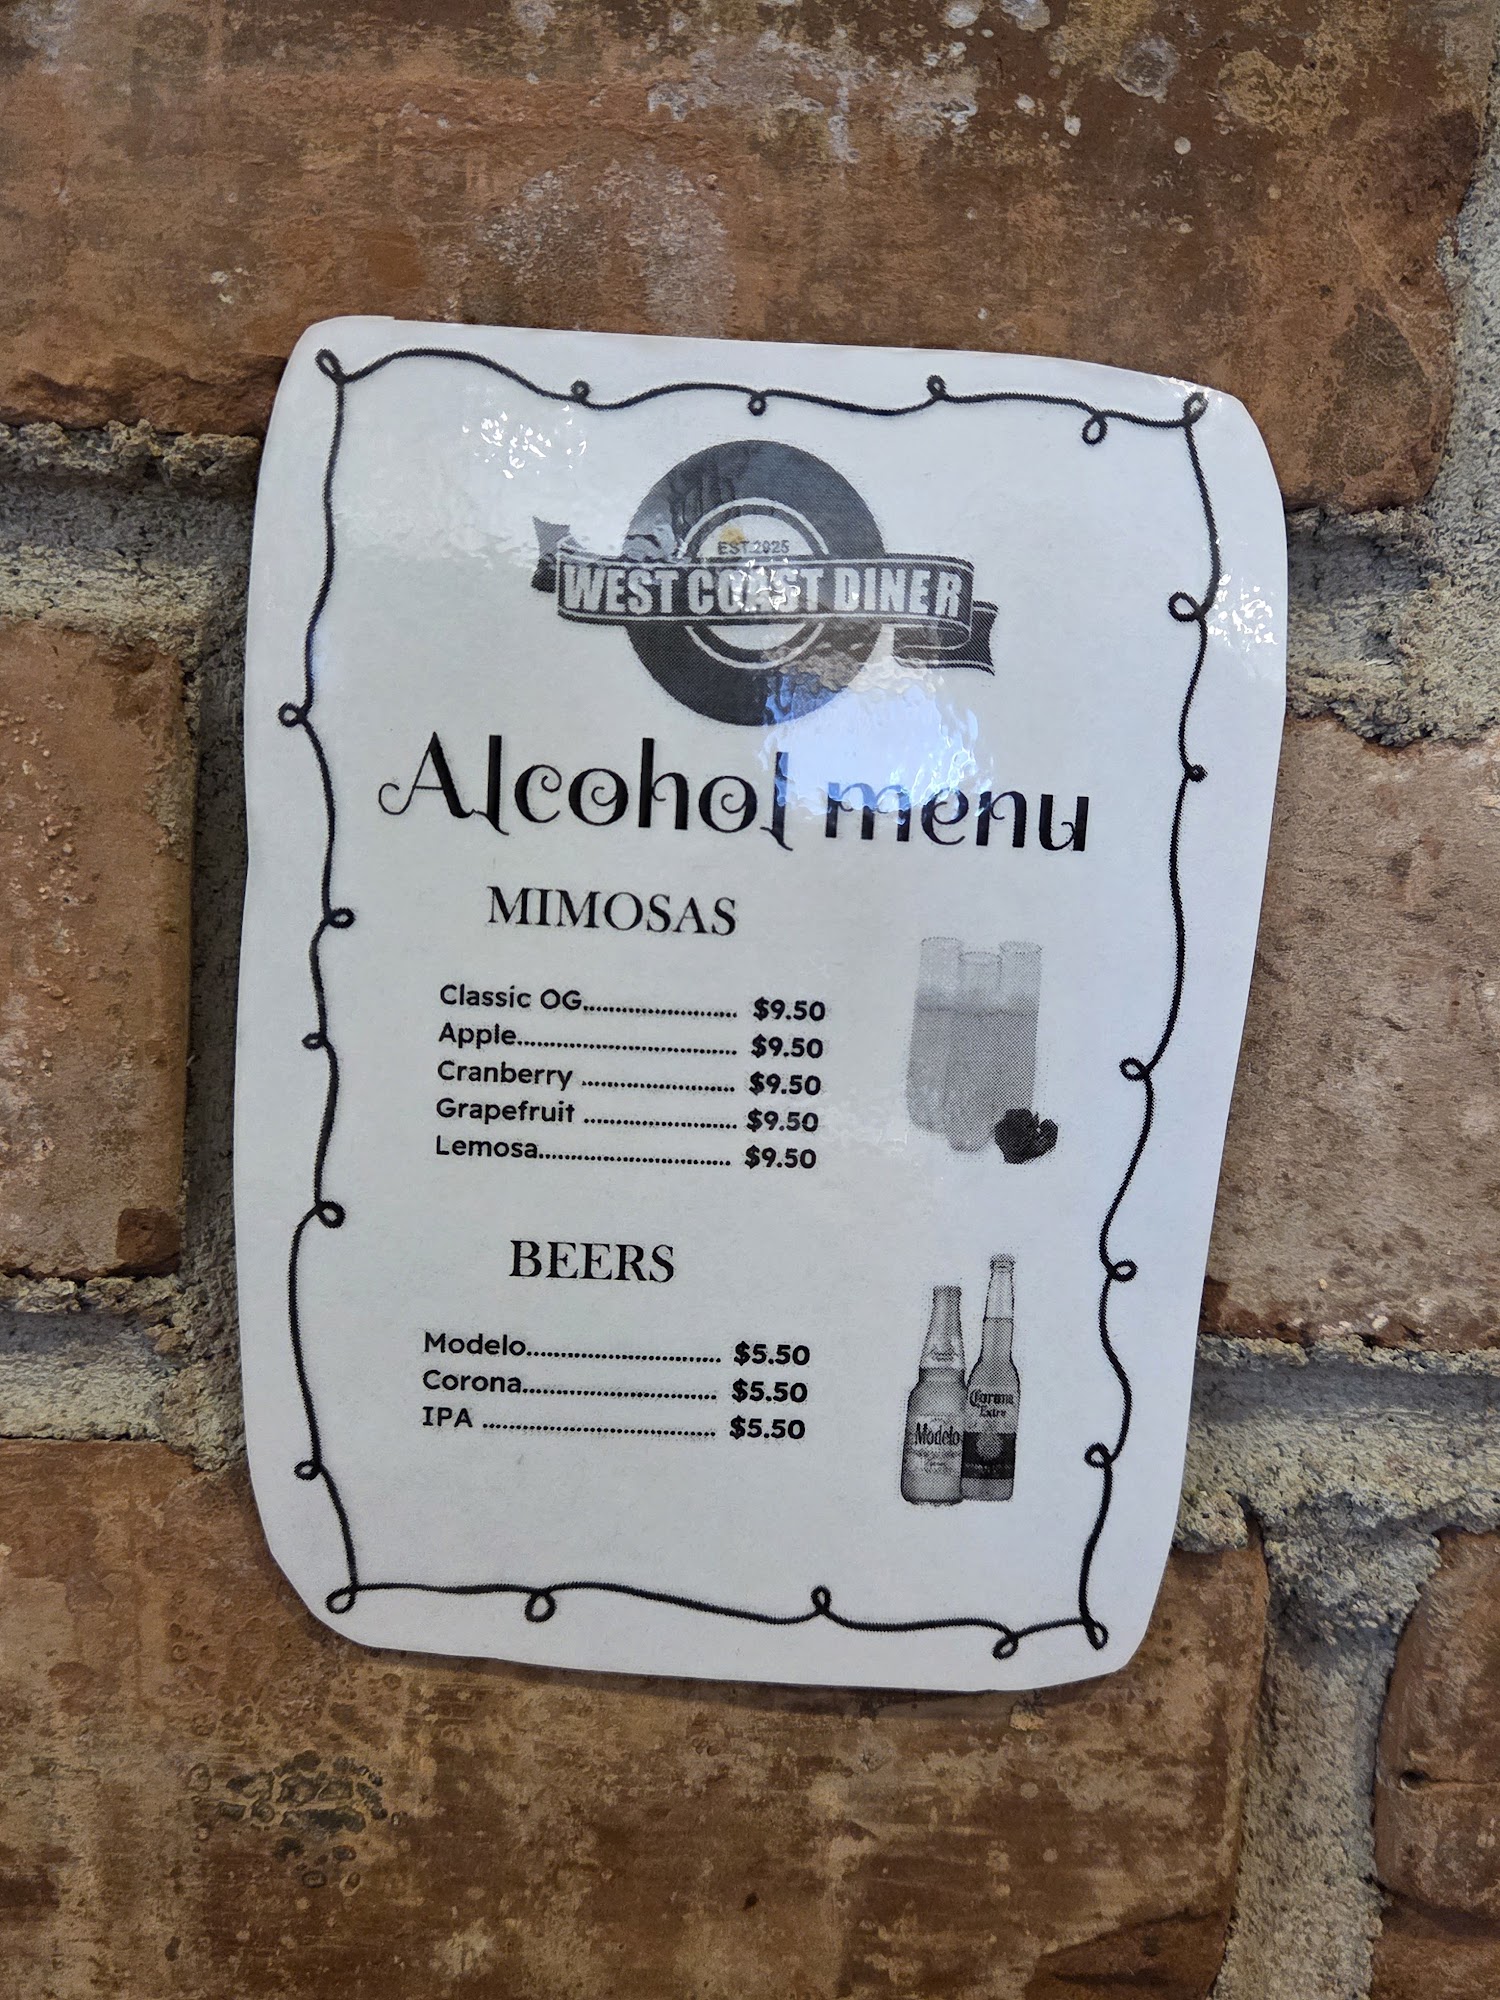 EST.2025
WEST COAST DINER
Alcohol menu
MIMOSAS
Classic OG....................... $9.50
Apple................................. $9.50
Cranberry ....................... $9.50
Grapefruit ....................... $9.50
Lemosa............................. $9.50
BEERS
Modelo............................. $5.50
Corona............................. $5.50
IPA ................................... $5.50
Modelo
Corona
Extra